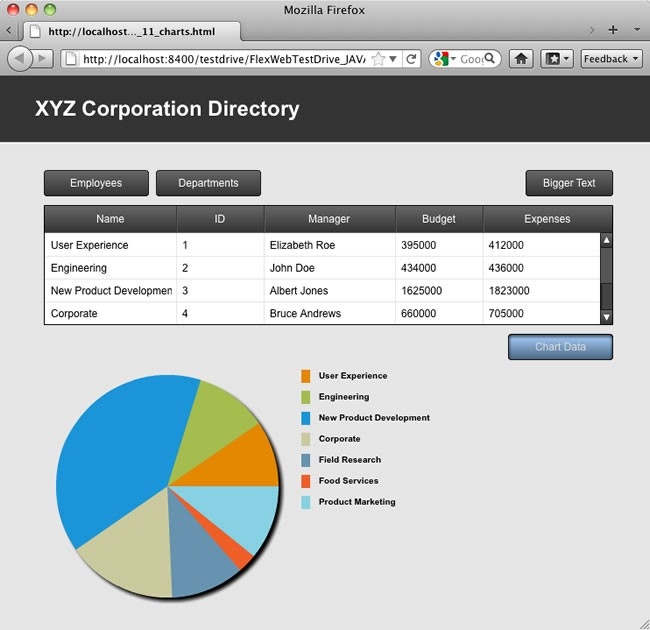 Mozilla Firefox
http://localhost..._11_charts.html
http://localhost:8400/testdrive/FlexWebTestDrive_JAVA
Goo
Feedback
XYZ Corporation Directory
Employees Departments Bigger Text
Name ID Manager Budget Expenses
User Experience 1 Elizabeth Roe 395000 412000
Engineering 2 John Doe 434000 436000
New Product Developmen 3 Albert Jones 1625000 1823000
Corporate 4 Bruce Andrews 660000 705000
Chart Data
User Experience
Engineering
New Product Development
Corporate
Field Research
Food Services
Product Marketing